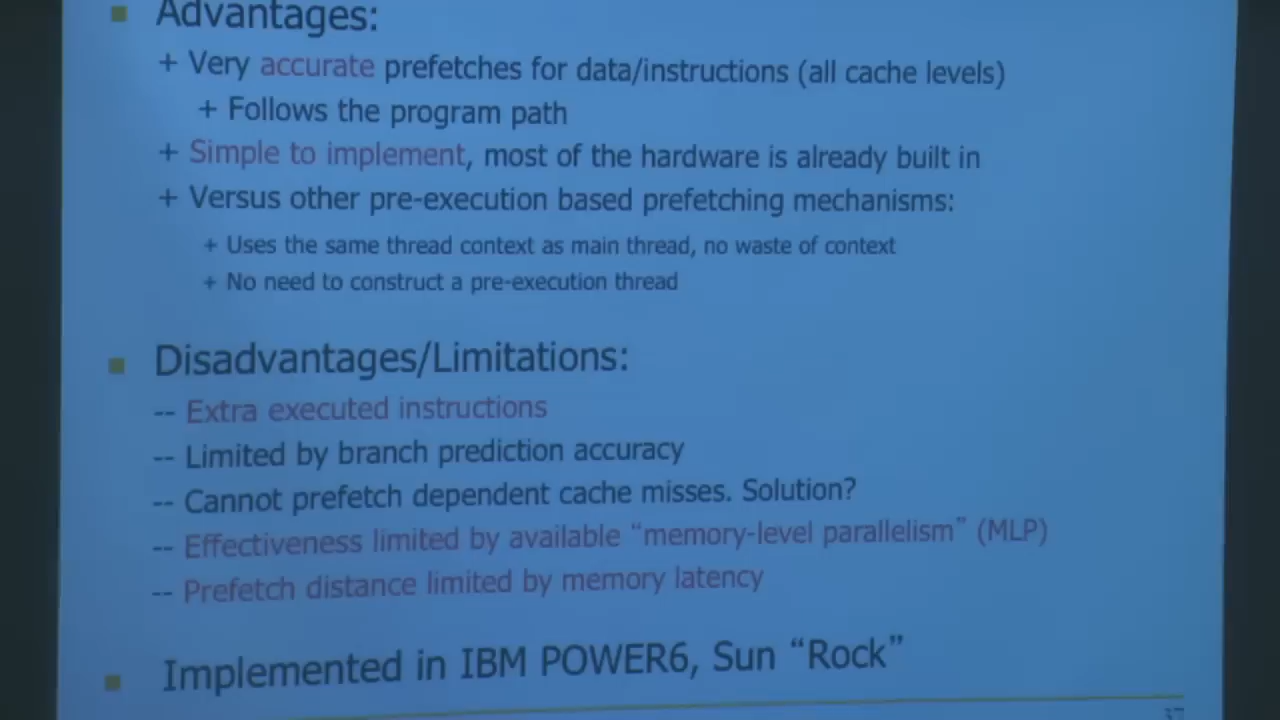 Advantages:
+ Very accurate prefetches for data/instructions (all cache levels)
+ Follows the program path
+ Simple to implement, most of the hardware is already built in
+ Versus other pre-execution based prefetching mechanisms:
+ Uses the same thread context as main thread, no waste of context
+ No need to construct a pre-execution thread
Disadvantages/Limitations:
-- Extra executed instructions
-- Limited by branch prediction accuracy
-- Cannot prefetch dependent cache misses. Solution?
-- Effectiveness limited by available “memory-level parallelism” (MLP)
-- Prefetch distance limited by memory latency
Implemented in IBM POWER6, Sun “Rock”
37